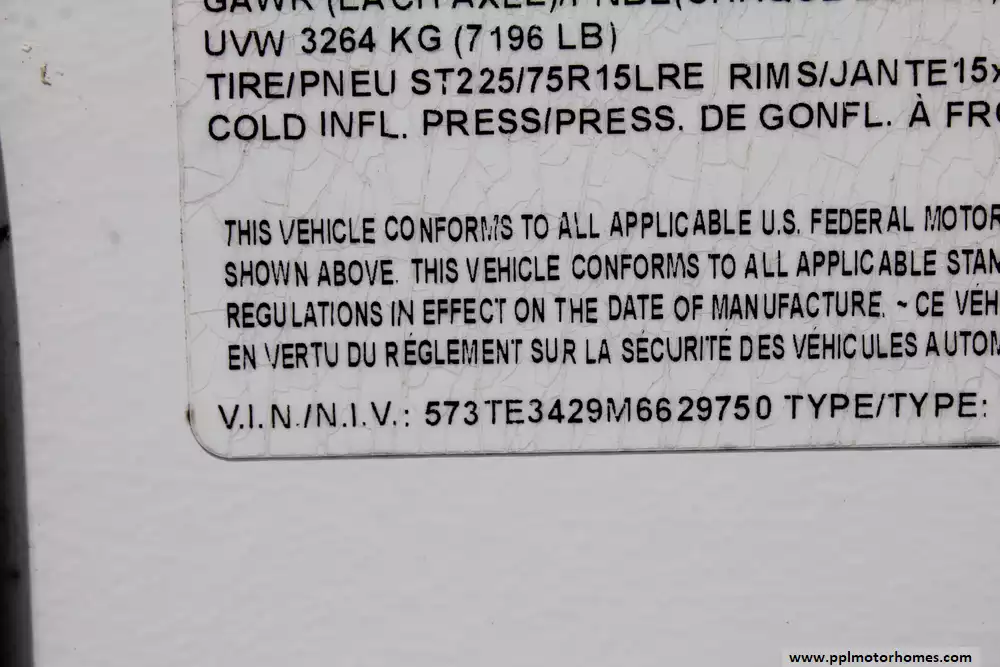 UVW 3264 KG (7196 LB)
TIRE/PNEU ST225/75R15LRE RIMS/JANTE15x
COLD INFL. PRESS/PRESS. DE GONFL. À FRO
THIS VEHICLE CONFORMS TO ALL APPLICABLE U.S. FEDERAL MOTOR
SHOWN ABOVE. THIS VEHICLE CONFORMS TO ALL APPLICABLE STAN
REGULATIONS IN EFFECT ON THE DATE OF MANUFACTURE. ~ CE VÉH
EN VERTU DU RÉGLEMENT SUR LA SÉCURITÉ DES VÉHICULES AUTOM
V.I.N./N.I.V.: 573TE3429M6629750 TYPE/TYPE:
www.pplmotorhomes.com